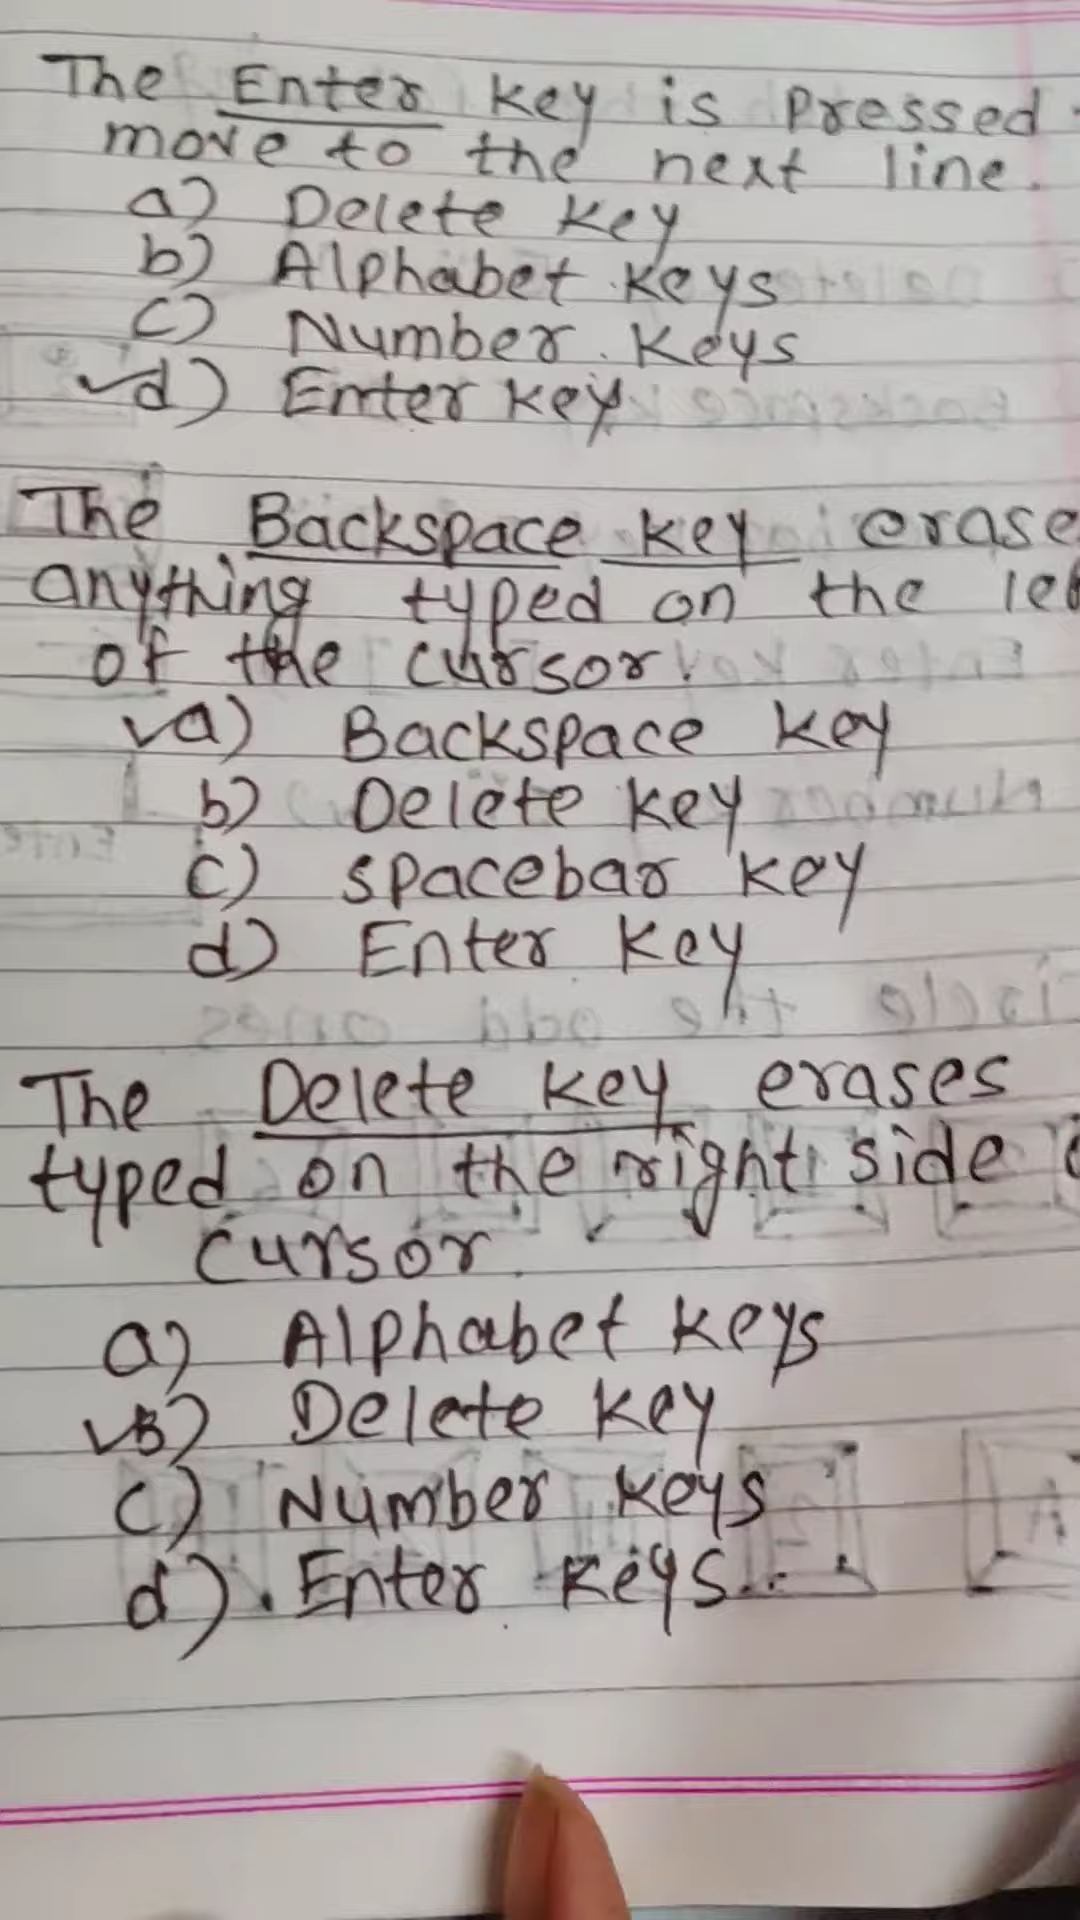 The Enter key is Pressed
move to the next line.
a) Delete key
b) Alphabet keys
c) Number keys
d) Enter key
The Backspace key erase
anything typed on the
of the cursor.
a) Backspace key
b) Delete key
c) spacebar key
d) Enter key
The Delete key erases
typed on the right side
cursor
a) Alphabet keys
B) Delete key
c) Number keys
d) Enter keys